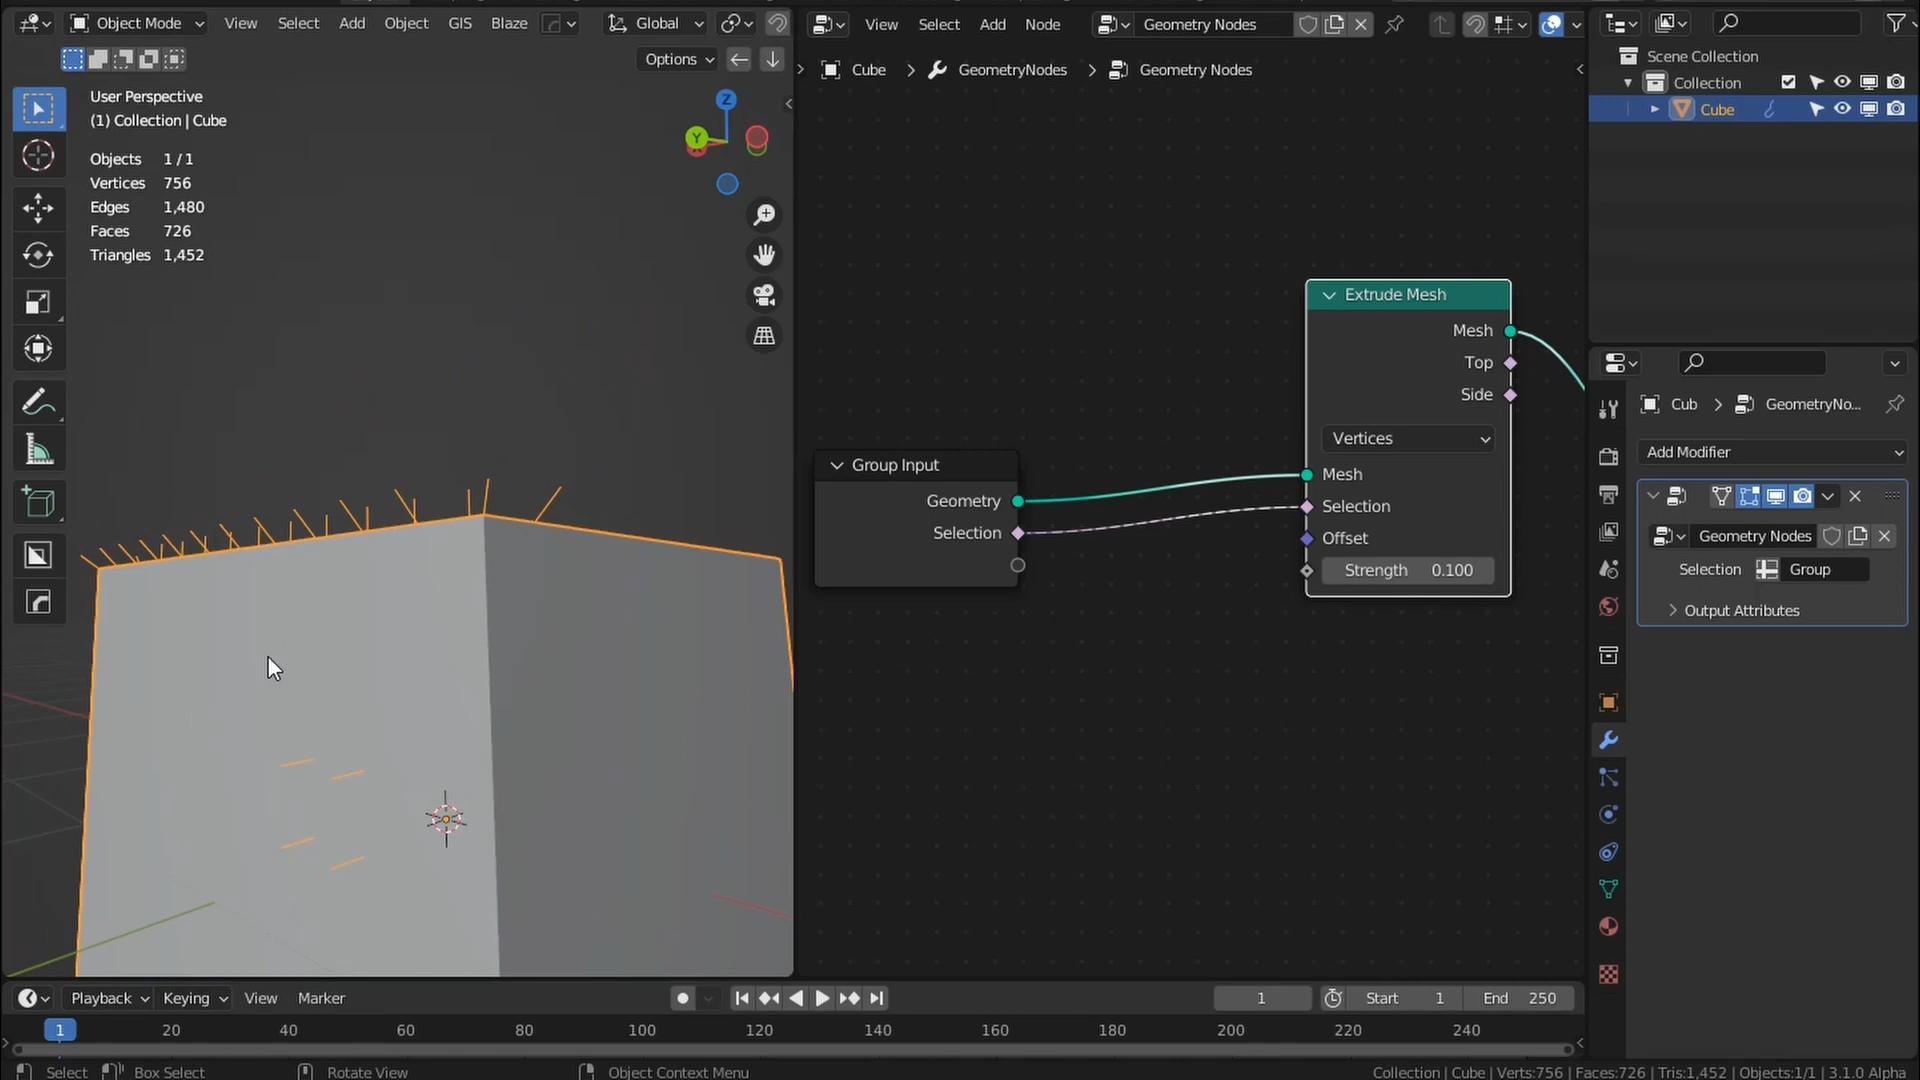 Object Mode View Select Add Object GIS Blaze Global
View Select Add Node Geometry Nodes
Options
Cube > GeometryNodes > Geometry Nodes
Scene Collection
Collection
Cube
User Perspective
(1) Collection | Cube
Objects 1 / 1
Vertices 756
Edges 1,480
Faces 726
Triangles 1,452
Z
Y
Extrude Mesh
Mesh
Top
Side
Vertices
Mesh
Selection
Offset
Strength 0.100
Group Input
Geometry
Selection
Cub > GeometryNo...
Add Modifier
Geometry Nodes
Selection Group
Output Attributes
Playback Keying View Marker
1 Start 1 End 250
1 20 40 60 80 100 120 140 160 180 200 220 240
Select Box Select Rotate View Object Context Menu
Collection | Cube | Verts:756 | Faces:726 | Tris:1,452 | Objects:1/1 | 3.1.0 Alpha